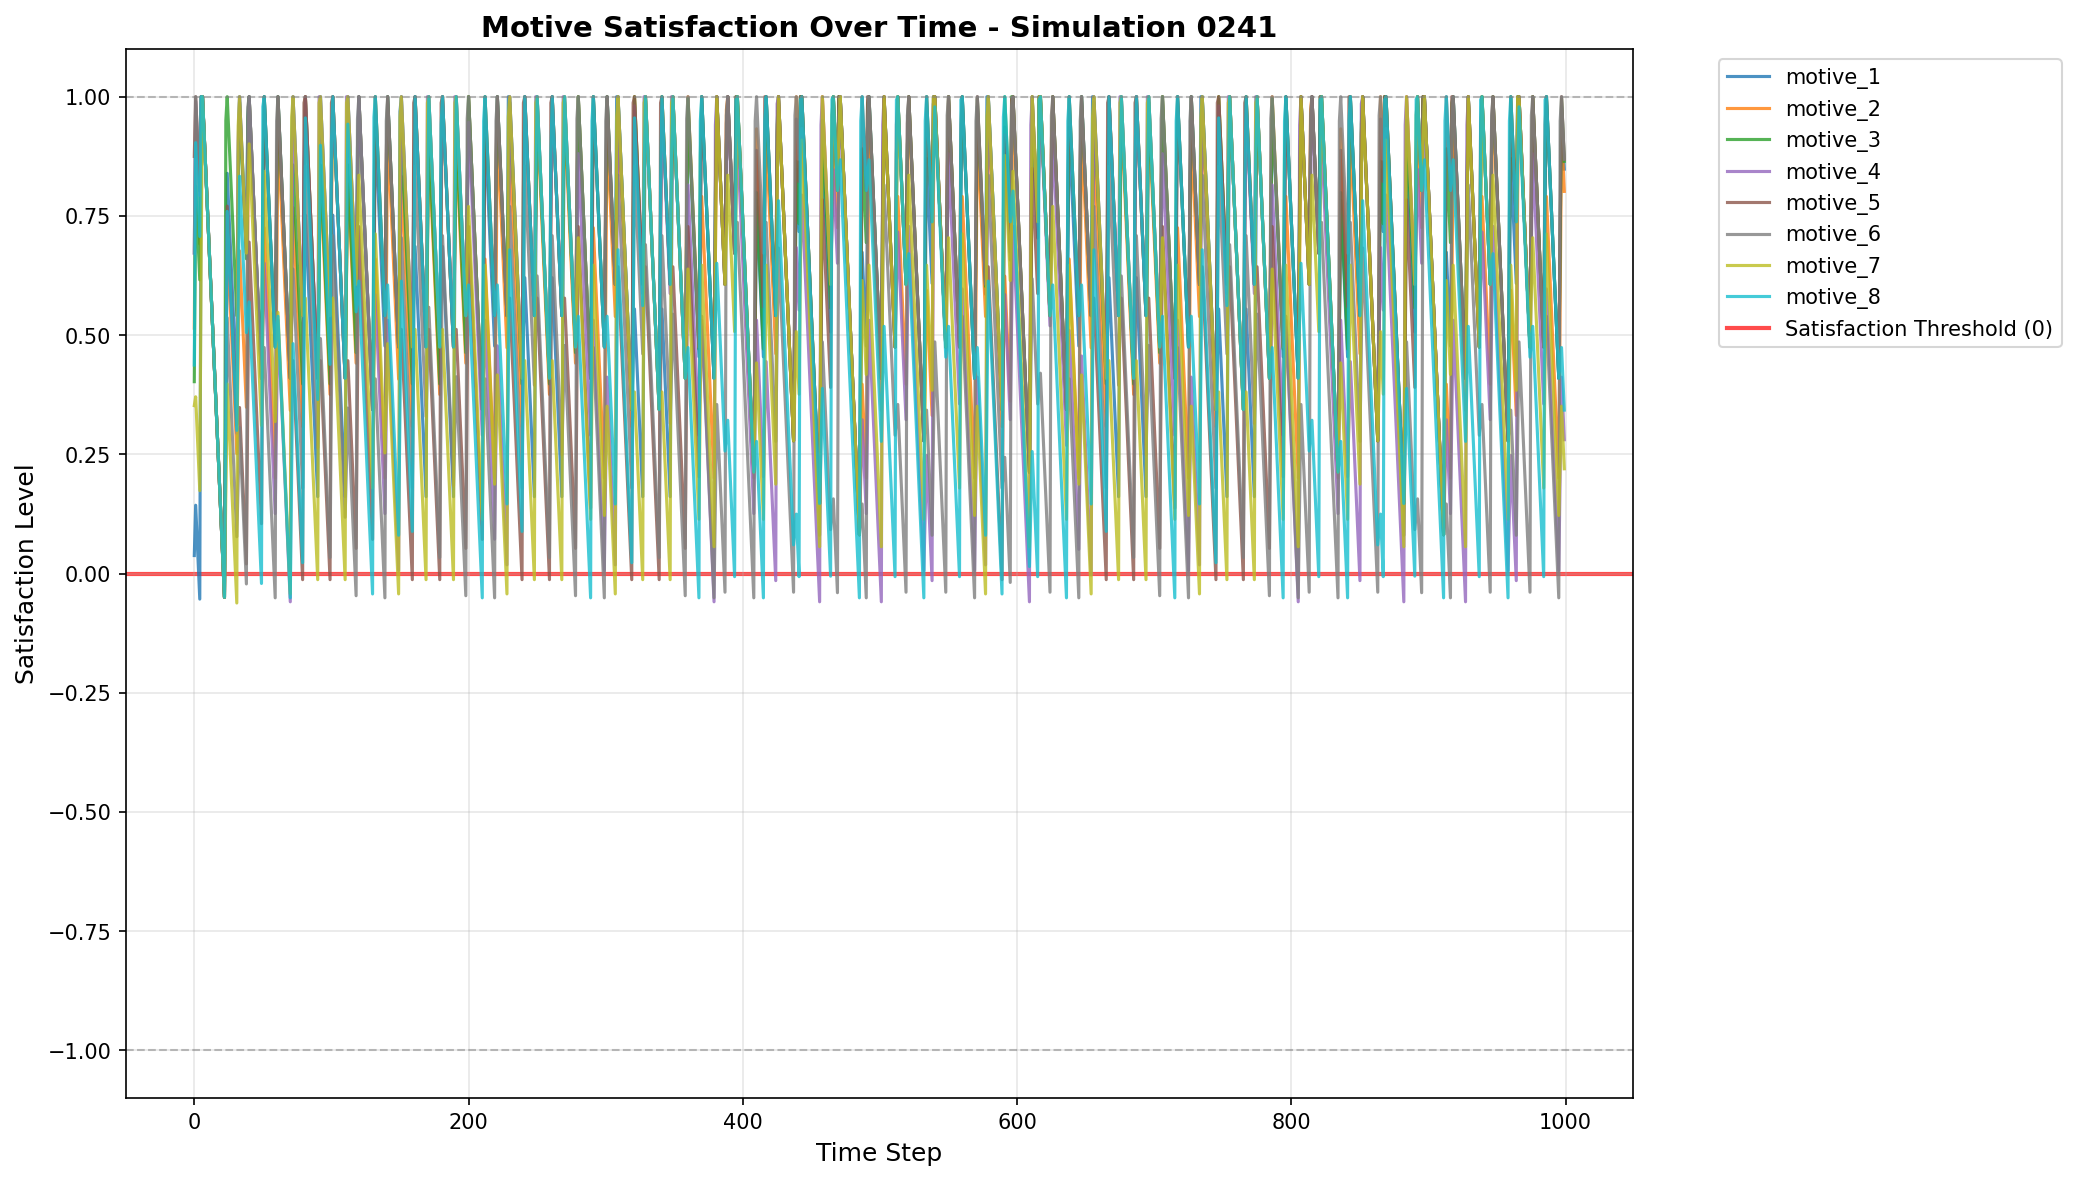 Motive Satisfaction Over Time - Simulation 0241
motive_1
motive_2
motive_3
motive_4
motive_5
motive_6
motive_7
motive_8
Satisfaction Threshold (0)
Satisfaction Level
1.00
0.75
0.50
0.25
0.00
−0.25
−0.50
−0.75
−1.00
0 200 400 600 800 1000
Time Step